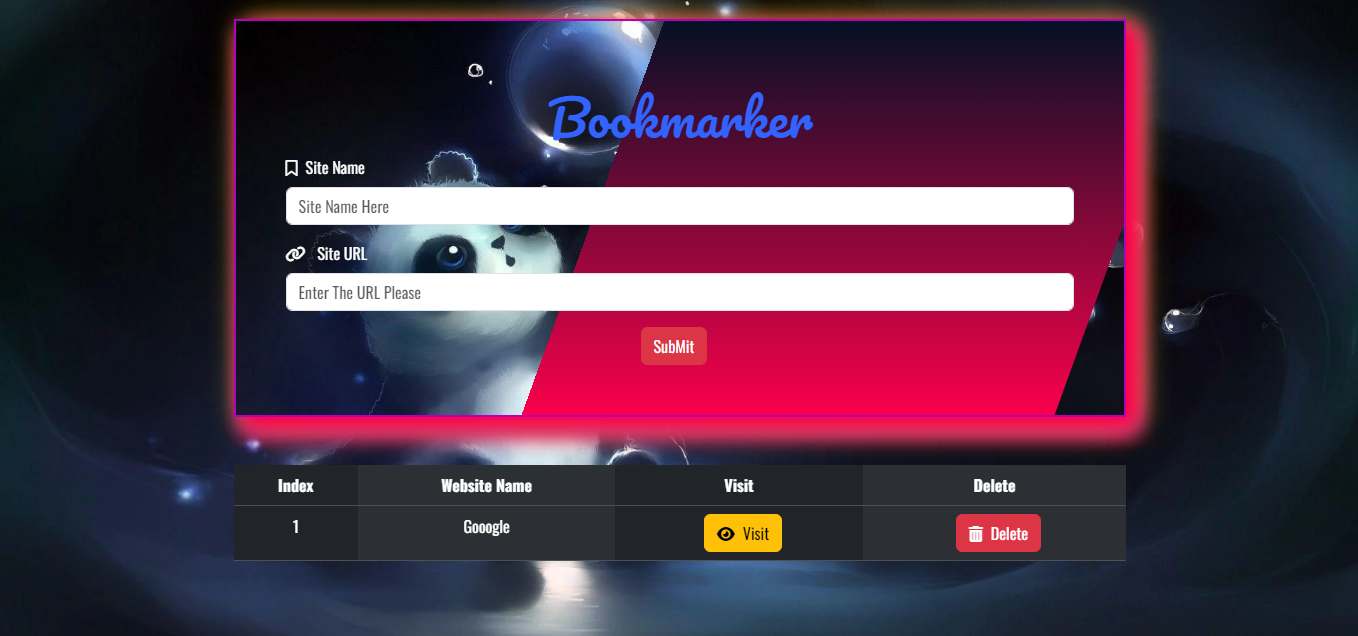 Bookmarker
Site Name
Site Name Here
Site URL
Enter The URL Please
SubMit
Index Website Name Visit Delete
1 Gooogle Visit Delete